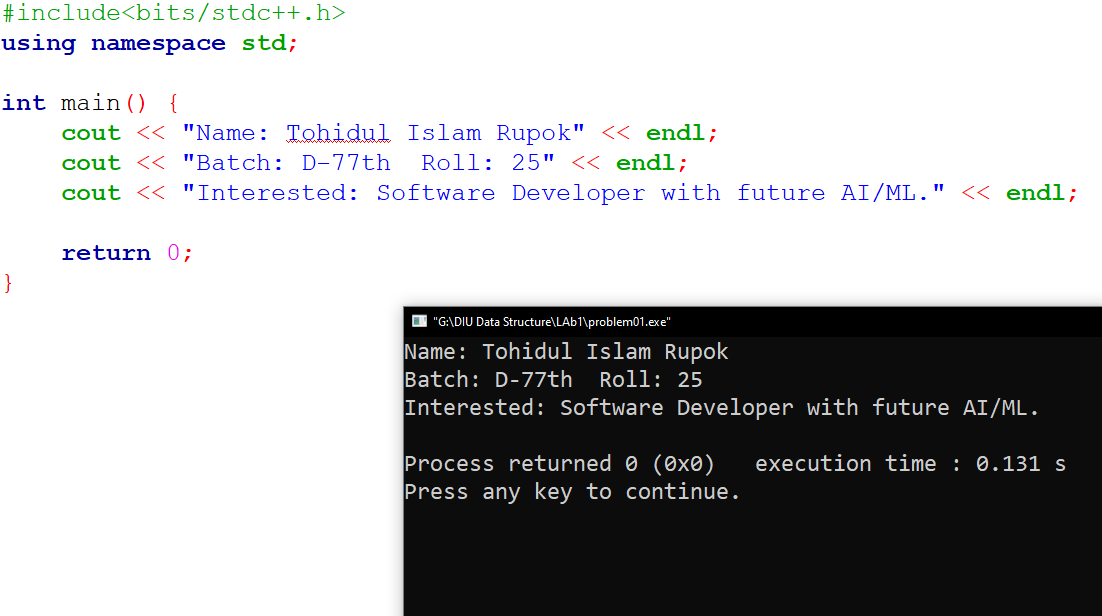 #include<bits/stdc++.h>
using namespace std;
int main() {
    cout << "Name: Tohidul Islam Rupok" << endl;
    cout << "Batch: D-77th  Roll: 25" << endl;
    cout << "Interested: Software Developer with future AI/ML." << endl;
    return 0;
}
"G:\DIU Data Structure\LAb1\problem01.exe"
Name: Tohidul Islam Rupok
Batch: D-77th  Roll: 25
Interested: Software Developer with future AI/ML.
Process returned 0 (0x0)   execution time : 0.131 s
Press any key to continue.